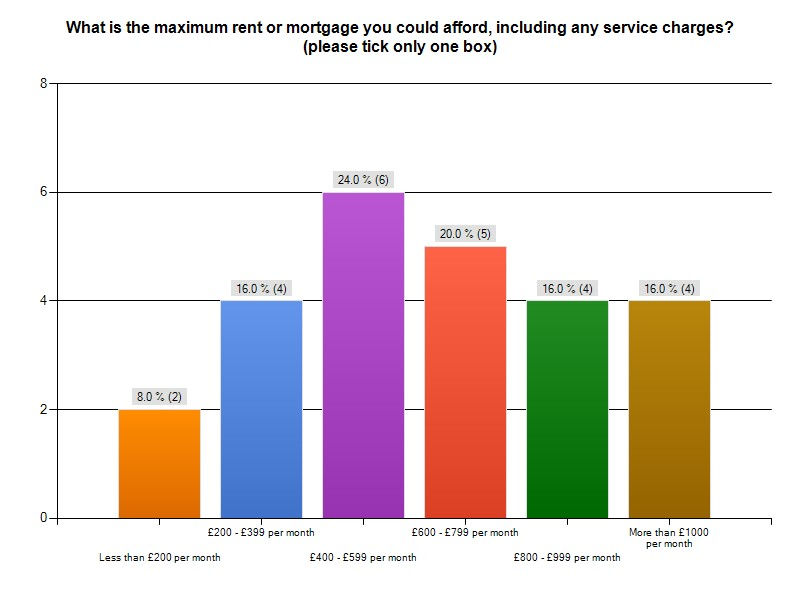 What is the maximum rent or mortgage you could afford, including any service charges?
(please tick only one box)
8
6
4
2
0
8.0 % (2)
16.0 % (4)
24.0 % (6)
20.0 % (5)
16.0 % (4)
16.0 % (4)
Less than £200 per month
£200 - £399 per month
£400 - £599 per month
£600 - £799 per month
£800 - £999 per month
More than £1000
per month